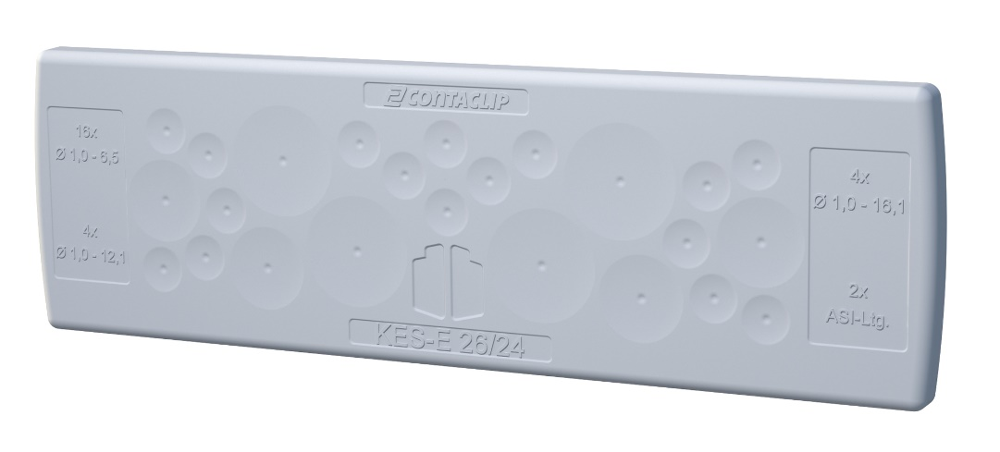 CONTACLIP
16x
Ø 1,0 - 6,5
4x
Ø 1,0 - 12,1
4x
Ø 1,0 - 16,1
2x
ASI-Ltg.
KES-E 26/24